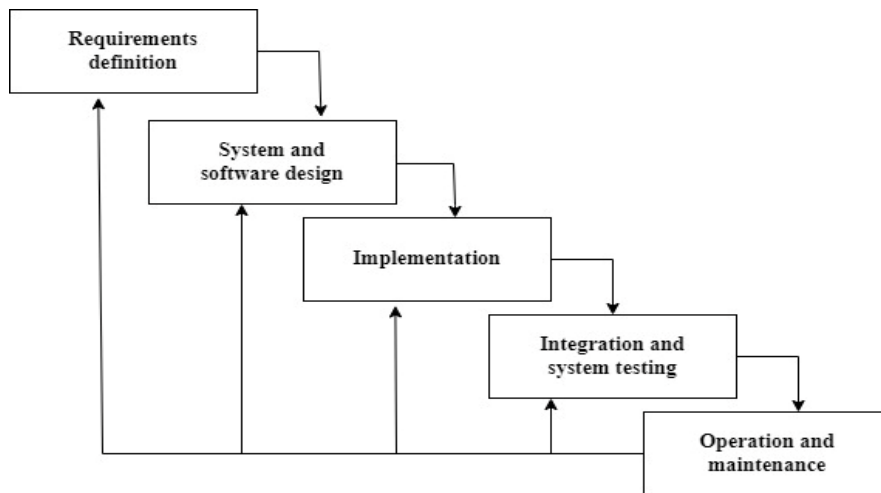 Requirements
definition
System and
software design
Implementation
Integration and
system testing
Operation and
maintenance